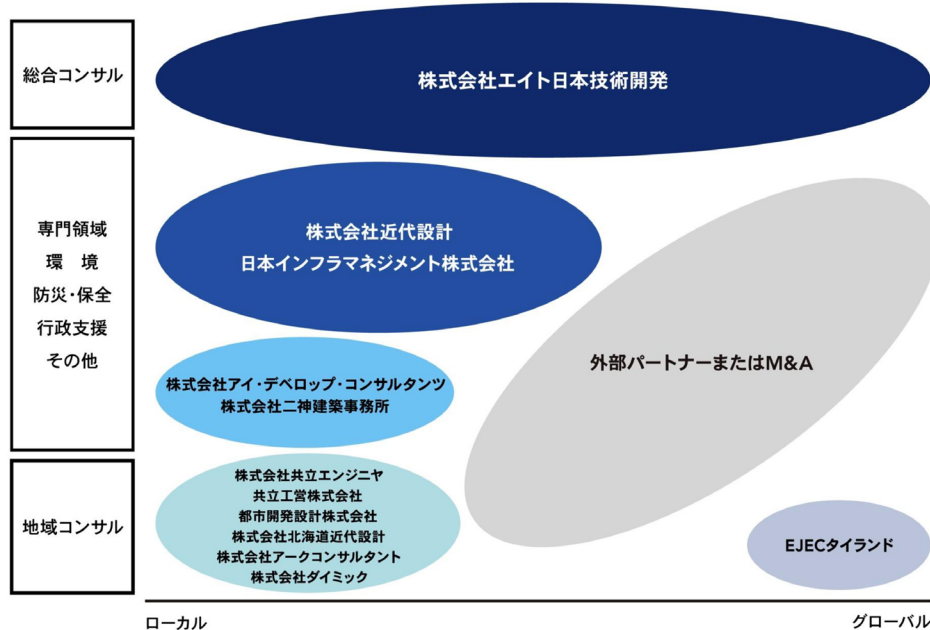 総合コンサル
株式会社エイト日本技術開発
専門領域
環　境
防災・保全
行政支援
その他
株式会社近代設計
日本インフラマネジメント株式会社
外部パートナーまたはM&A
株式会社アイ・デベロップ・コンサルタンツ
株式会社二神建築事務所
地域コンサル
株式会社共立エンジニヤ
共立工営株式会社
都市開発設計株式会社
株式会社北海道近代設計
株式会社アークコンサルタント
株式会社ダイミック
EJECタイランド
ローカル
グローバル